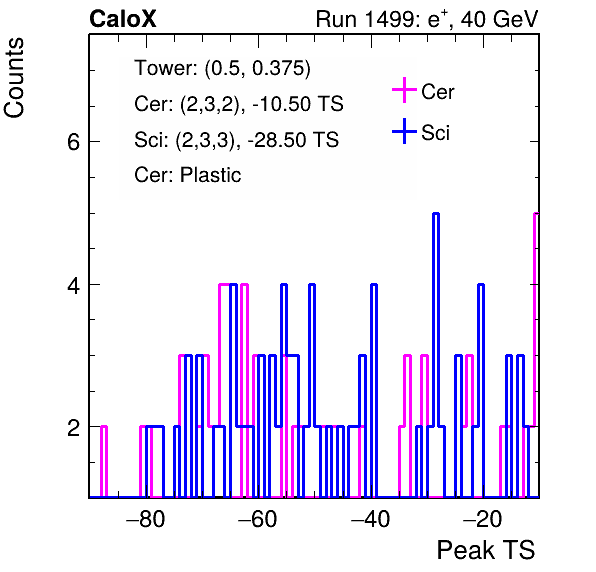 CaloX Run 1499: e+, 40 GeV
Counts
Tower: (0.5, 0.375)
Cer: (2,3,2), -10.50 TS
Sci: (2,3,3), -28.50 TS
Cer: Plastic
Cer
Sci
6
4
2
−80 −60 −40 −20
Peak TS